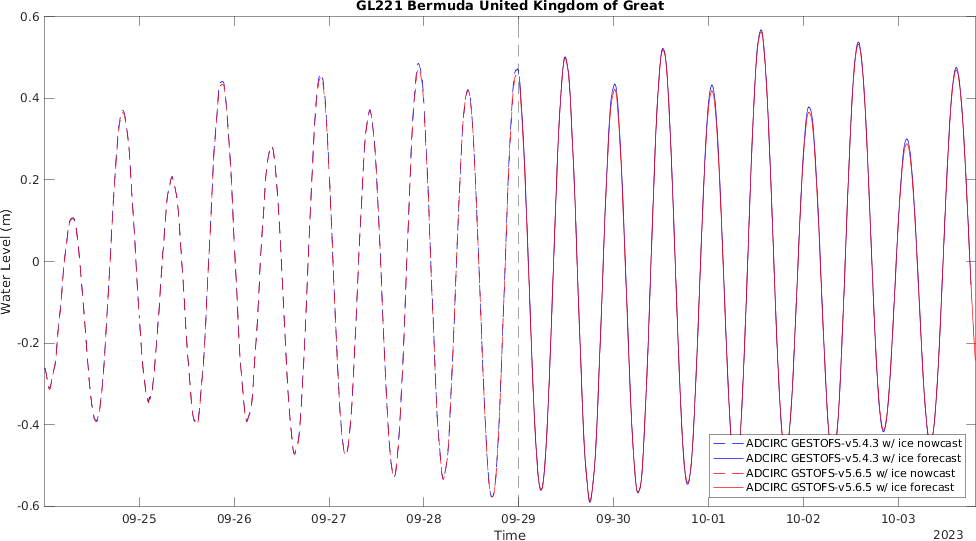 GL221 Bermuda United Kingdom of Great
Water Level (m)
0.6
0.4
0.2
0
-0.2
-0.4
-0.6
ADCIRC GESTOFS-v5.4.3 w/ ice nowcast
ADCIRC GESTOFS-v5.4.3 w/ ice forecast
ADCIRC GSTOFS-v5.6.5 w/ ice nowcast
ADCIRC GSTOFS-v5.6.5 w/ ice forecast
09-25 09-26 09-27 09-28 09-29 09-30 10-01 10-02 10-03
Time
2023